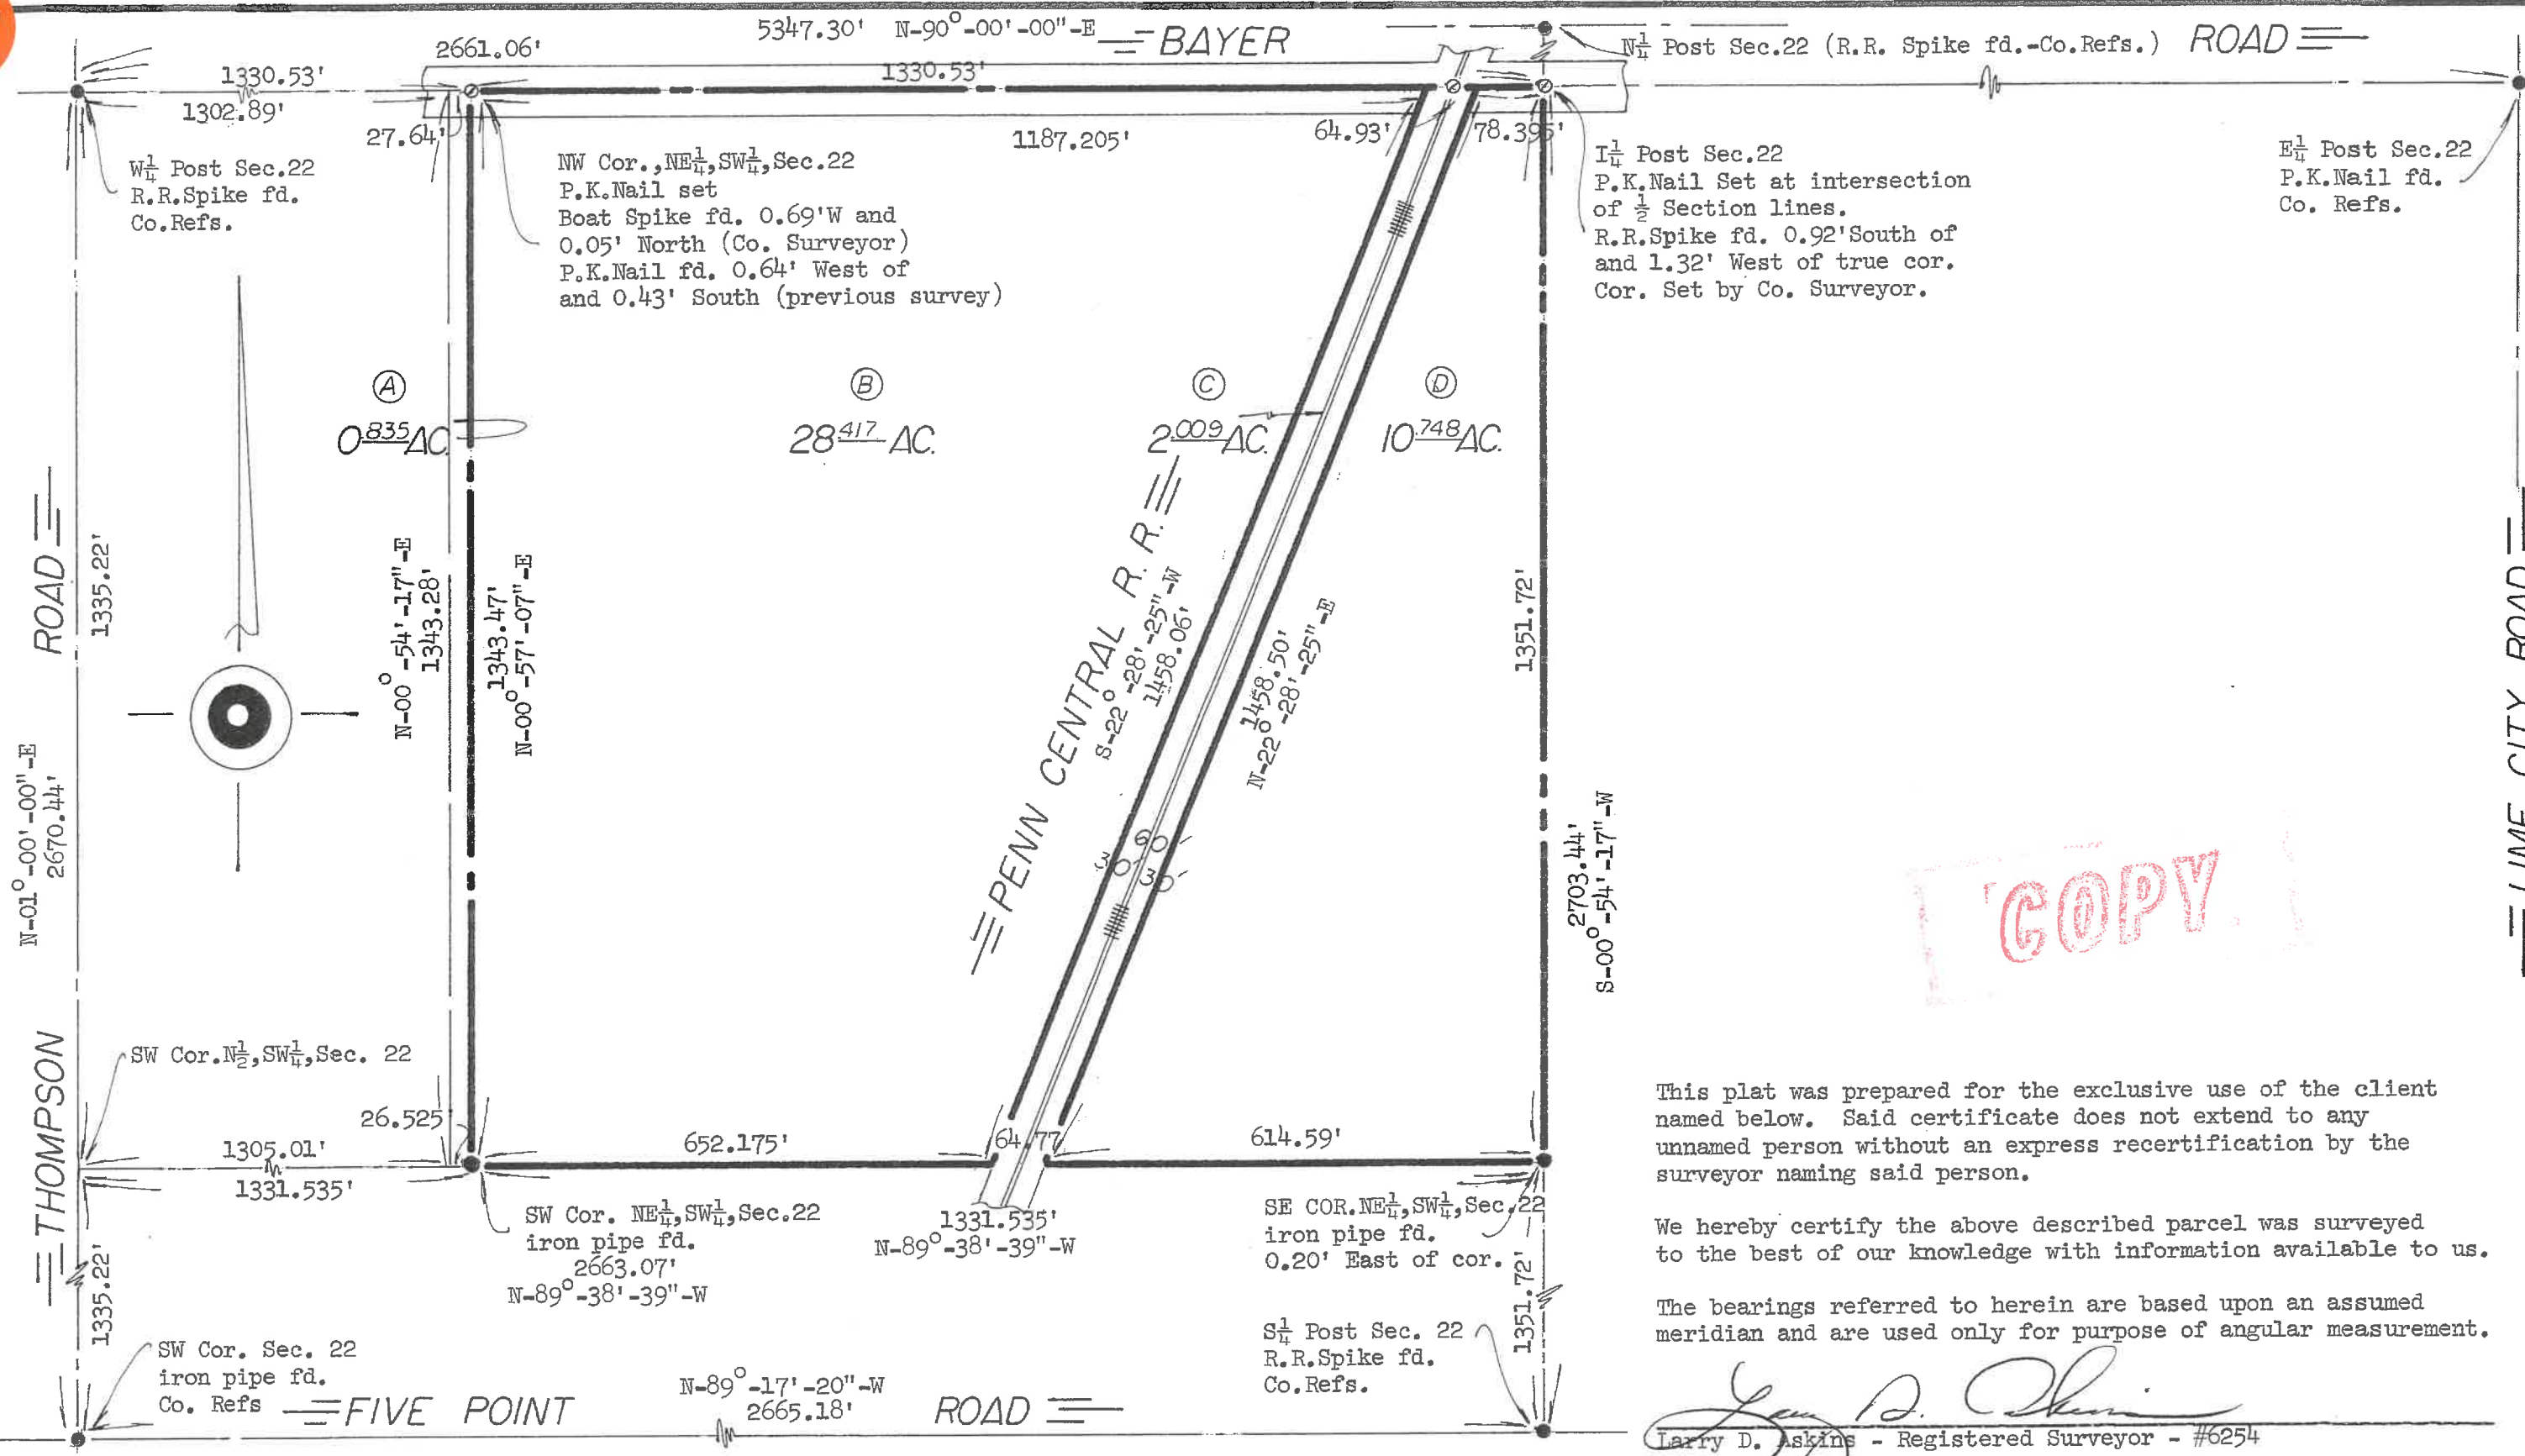 5347.30' N-90°-00'-00"-E
BAYER
ROAD
N¼ Post Sec.22 (R.R. Spike fd.-Co.Refs.)
2661.06'
1330.53'
1302.89'
1330.53'
27.64'
1187.205'
64.93'
78.395'
W¼ Post Sec.22
R.R.Spike fd.
Co.Refs.
NW Cor.,NE¼,SW¼,Sec.22
P.K.Nail set
Boat Spike fd. 0.69'W and
0.05' North (Co. Surveyor)
P.K.Nail fd. 0.64' West of
and 0.43' South (previous survey)
I¼ Post Sec.22
P.K.Nail Set at intersection
of ½ Section lines.
R.R.Spike fd. 0.92'South of
and 1.32' West of true cor.
Cor. Set by Co. Surveyor.
E¼ Post Sec.22
P.K.Nail fd.
Co. Refs.
A
0.835 AC.
B
28.417 AC.
C
2.009 AC.
D
10.748 AC.
THOMPSON ROAD
1335.22'
N-01°-00'-00"-E
2670.44'
1335.22'
N-00°-54'-17"-E
1343.28'
1343.47'
N-00°-57'-07"-E
PENN CENTRAL R. R.
S-22°-28'-25"-W
1458.06'
1458.50'
N-22°-28'-25"-E
60'
30'
30'
1351.72'
2703.44'
S-00°-54'-17"-W
LIME CITY ROAD
COPY
SW Cor.N½,SW¼,Sec. 22
26.525'
1305.01'
1331.535'
652.175'
64.77
614.59'
SW Cor. NE¼,SW¼,Sec.22
iron pipe fd.
2663.07'
N-89°-38'-39"-W
1331.535'
N-89°-38'-39"-W
SE COR.NE¼,SW¼,Sec.22
iron pipe fd.
0.20' East of cor.
1351.72'
S¼ Post Sec. 22
R.R.Spike fd.
Co.Refs.
SW Cor. Sec. 22
iron pipe fd.
Co. Refs
FIVE POINT ROAD
N-89°-17'-20"-W
2665.18'
This plat was prepared for the exclusive use of the client
named below. Said certificate does not extend to any
unnamed person without an express recertification by the
surveyor naming said person.
We hereby certify the above described parcel was surveyed
to the best of our knowledge with information available to us.
The bearings referred to herein are based upon an assumed
meridian and are used only for purpose of angular measurement.
Larry D. Askins
Larry D. Askins - Registered Surveyor - #6254